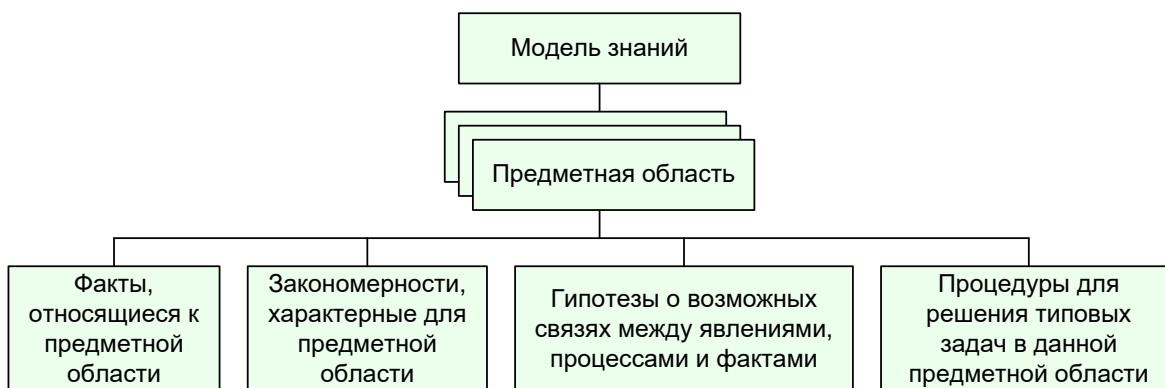 Модель знаний
Предметная область
Факты,
относящиеся к
предметной
области
Закономерности,
характерные для
предметной
области
Гипотезы о возможных
связях между явлениями,
процессами и фактами
Процедуры для
решения типовых
задач в данной
предметной области